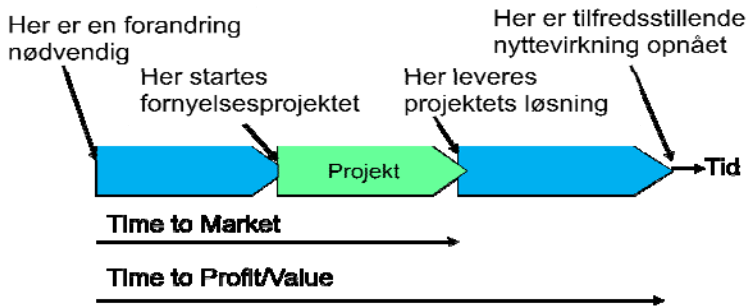 Her er en forandring
nødvendig
Her startes
fornyelsesprojektet
Her leveres
projektets løsning
Her er tilfredsstillende
nyttevirkning opnået
Projekt
Tid
Time to Market
Time to Profit/Value